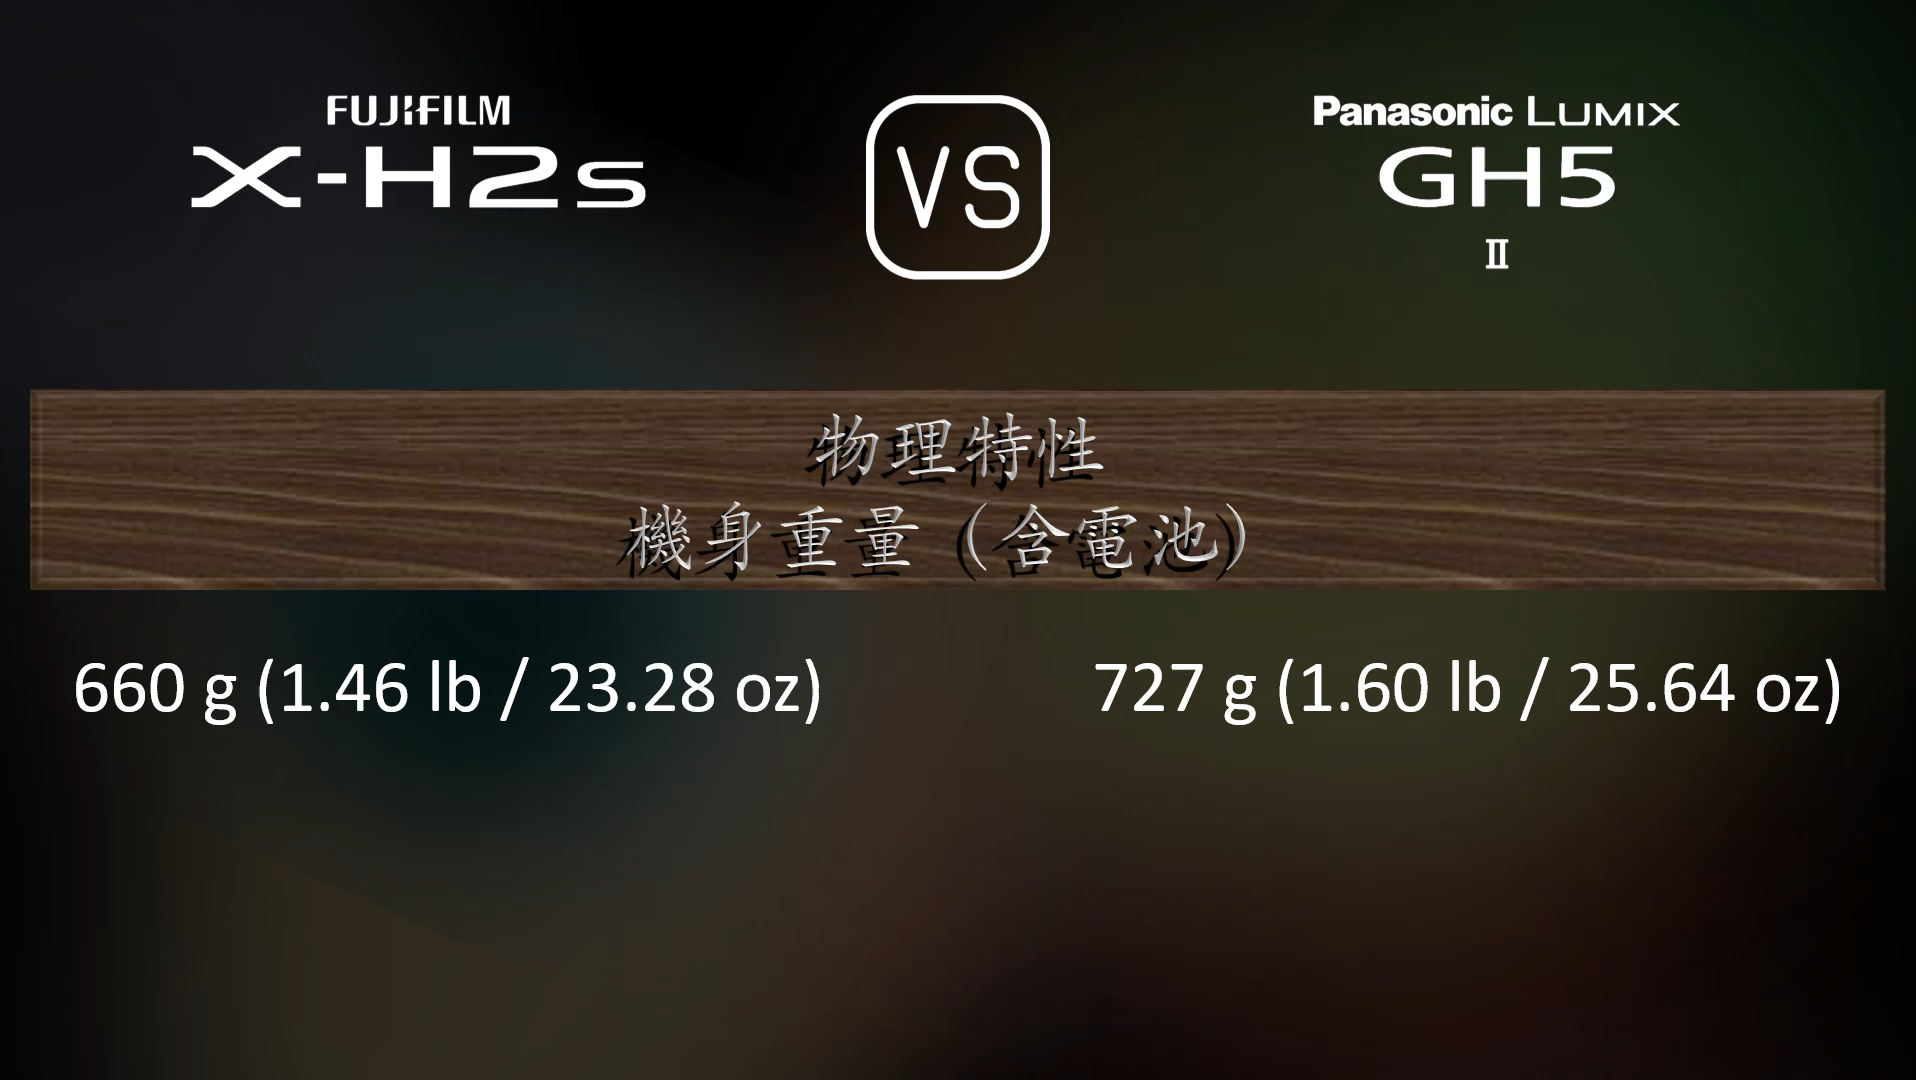 FUJIFILM
X-H2s
VS
Panasonic LUMIX
GH5
II
物理特性
機身重量（含電池）
660 g (1.46 lb / 23.28 oz)
727 g (1.60 lb / 25.64 oz)